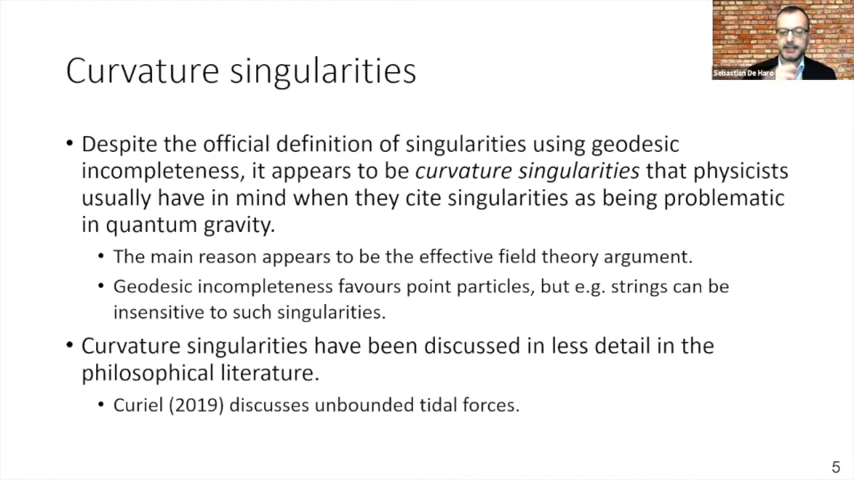 Sebastian De Haro
Curvature singularities
• Despite the official definition of singularities using geodesic
incompleteness, it appears to be curvature singularities that physicists
usually have in mind when they cite singularities as being problematic
in quantum gravity.
• The main reason appears to be the effective field theory argument.
• Geodesic incompleteness favours point particles, but e.g. strings can be
insensitive to such singularities.
• Curvature singularities have been discussed in less detail in the
philosophical literature.
• Curiel (2019) discusses unbounded tidal forces.
5